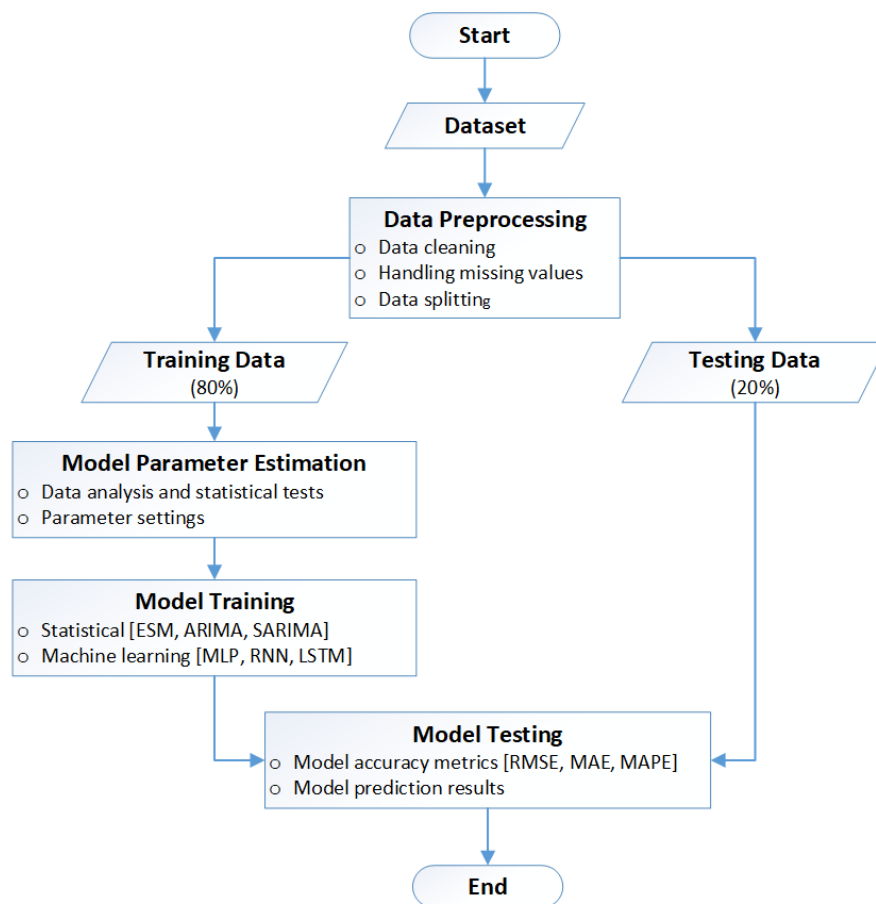 Start
Dataset
Data Preprocessing
o Data cleaning
o Handling missing values
o Data splitting
Training Data
(80%)
Testing Data
(20%)
Model Parameter Estimation
o Data analysis and statistical tests
o Parameter settings
Model Training
o Statistical [ESM, ARIMA, SARIMA]
o Machine learning [MLP, RNN, LSTM]
Model Testing
o Model accuracy metrics [RMSE, MAE, MAPE]
o Model prediction results
End